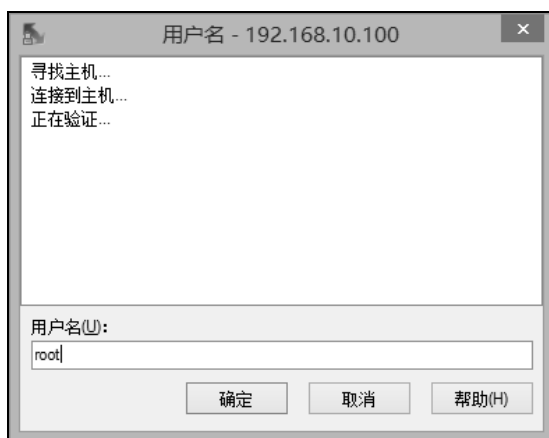 用户名 - 192.168.10.100
寻找主机...
连接到主机...
正在验证...
用户名(U):
root
确定 取消 帮助(H)